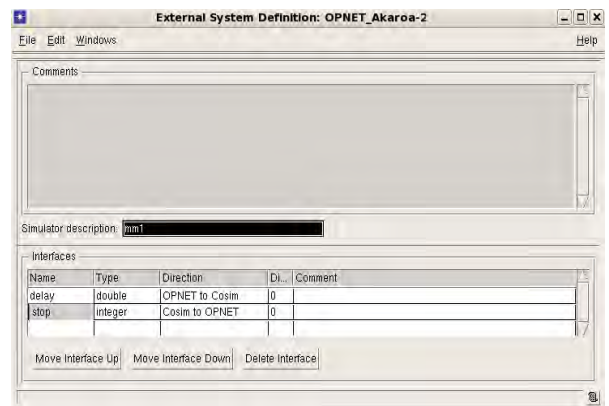 External System Definition: OPNET_Akaroa-2
File Edit Windows Help
Comments
Simulator description: mm1
Interfaces
Name Type Direction Di... Comment
delay double OPNET to Cosim 0
stop integer Cosim to OPNET 0
Move Interface Up Move Interface Down Delete Interface